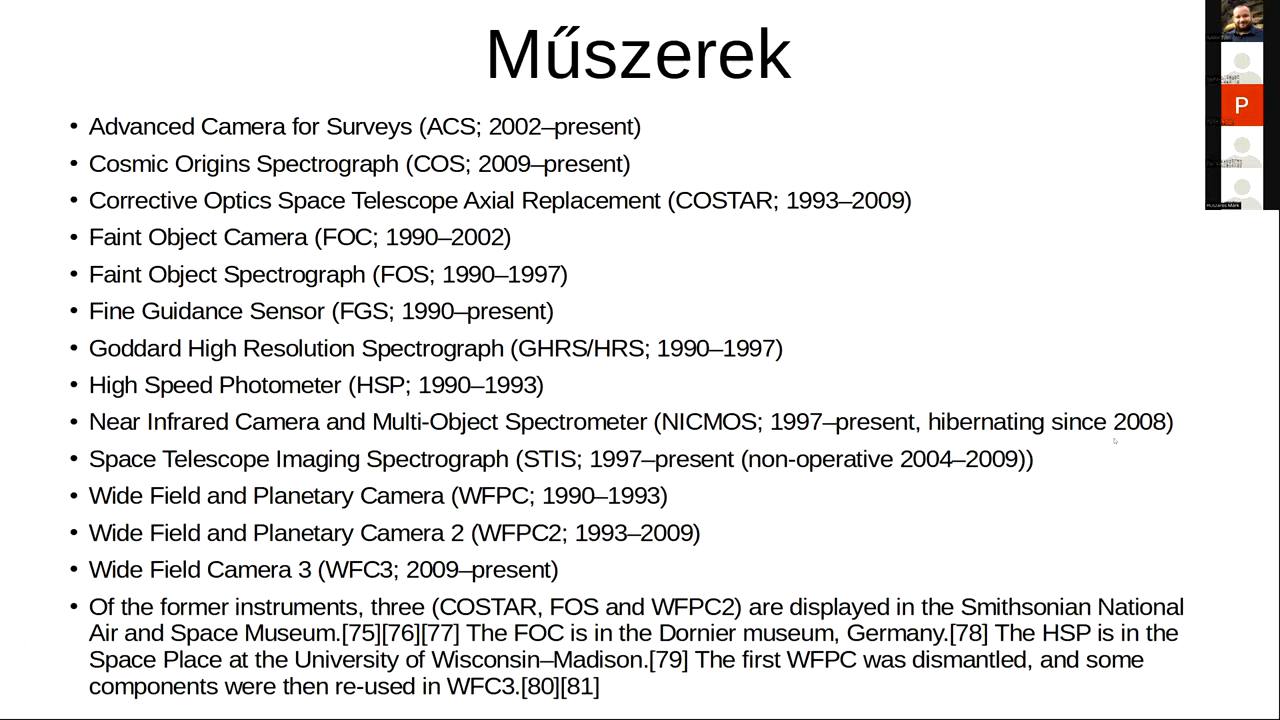 Műszerek
• Advanced Camera for Surveys (ACS; 2002–present)
• Cosmic Origins Spectrograph (COS; 2009–present)
• Corrective Optics Space Telescope Axial Replacement (COSTAR; 1993–2009)
• Faint Object Camera (FOC; 1990–2002)
• Faint Object Spectrograph (FOS; 1990–1997)
• Fine Guidance Sensor (FGS; 1990–present)
• Goddard High Resolution Spectrograph (GHRS/HRS; 1990–1997)
• High Speed Photometer (HSP; 1990–1993)
• Near Infrared Camera and Multi-Object Spectrometer (NICMOS; 1997–present, hibernating since 2008)
• Space Telescope Imaging Spectrograph (STIS; 1997–present (non-operative 2004–2009))
• Wide Field and Planetary Camera (WFPC; 1990–1993)
• Wide Field and Planetary Camera 2 (WFPC2; 1993–2009)
• Wide Field Camera 3 (WFC3; 2009–present)
• Of the former instruments, three (COSTAR, FOS and WFPC2) are displayed in the Smithsonian National
Air and Space Museum.[75][76][77] The FOC is in the Dornier museum, Germany.[78] The HSP is in the
Space Place at the University of Wisconsin–Madison.[79] The first WFPC was dismantled, and some
components were then re-used in WFC3.[80][81]
P